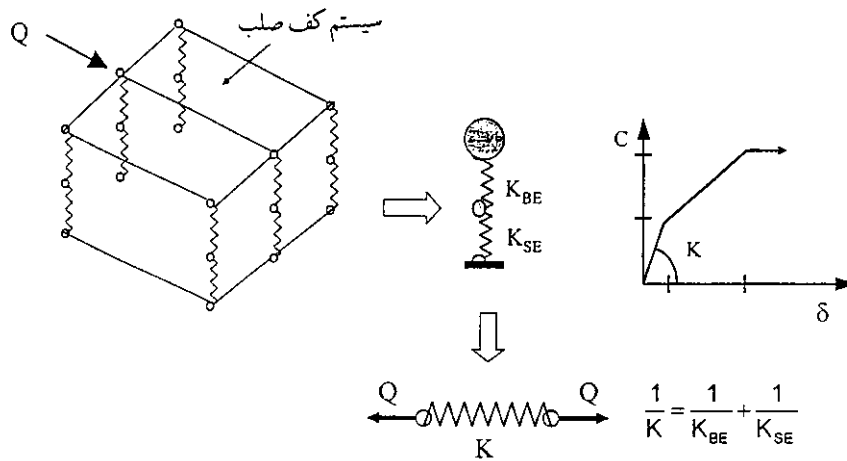 سیستم کف صلب
Q
C
K_BE
K_SE
K
δ
Q
Q
K
1/K = 1/K_BE + 1/K_SE